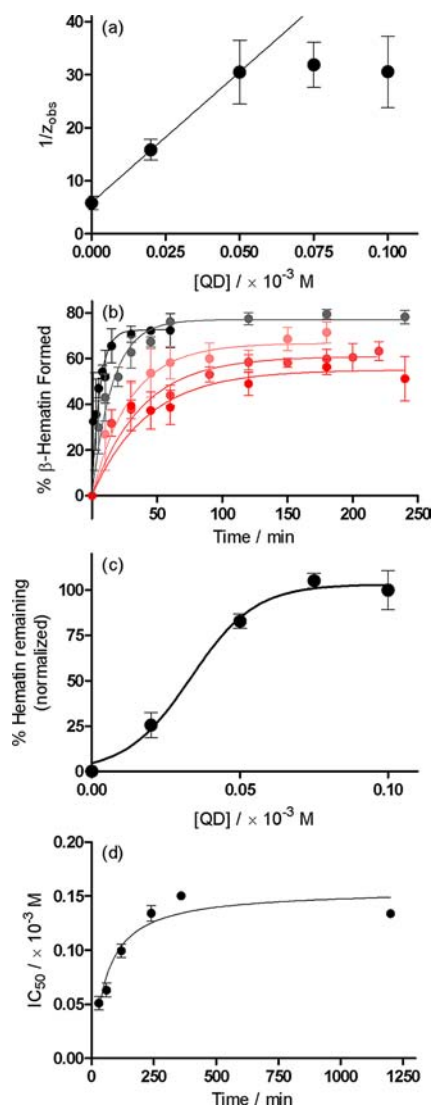 (a)
40
30
20
10
0
1/zobs
0.000 0.025 0.050 0.075 0.100
[QD] / × 10⁻³ M
(b)
80
60
40
20
0
% β-Hematin Formed
0 50 100 150 200 250
Time / min
(c)
100
75
50
25
0
% Hematin remaining
(normalized)
0.00 0.05 0.10
[QD] / × 10⁻³ M
(d)
0.20
0.15
0.10
0.05
0.00
IC₅₀ / × 10⁻³ M
0 250 500 750 1000 1250
Time / min